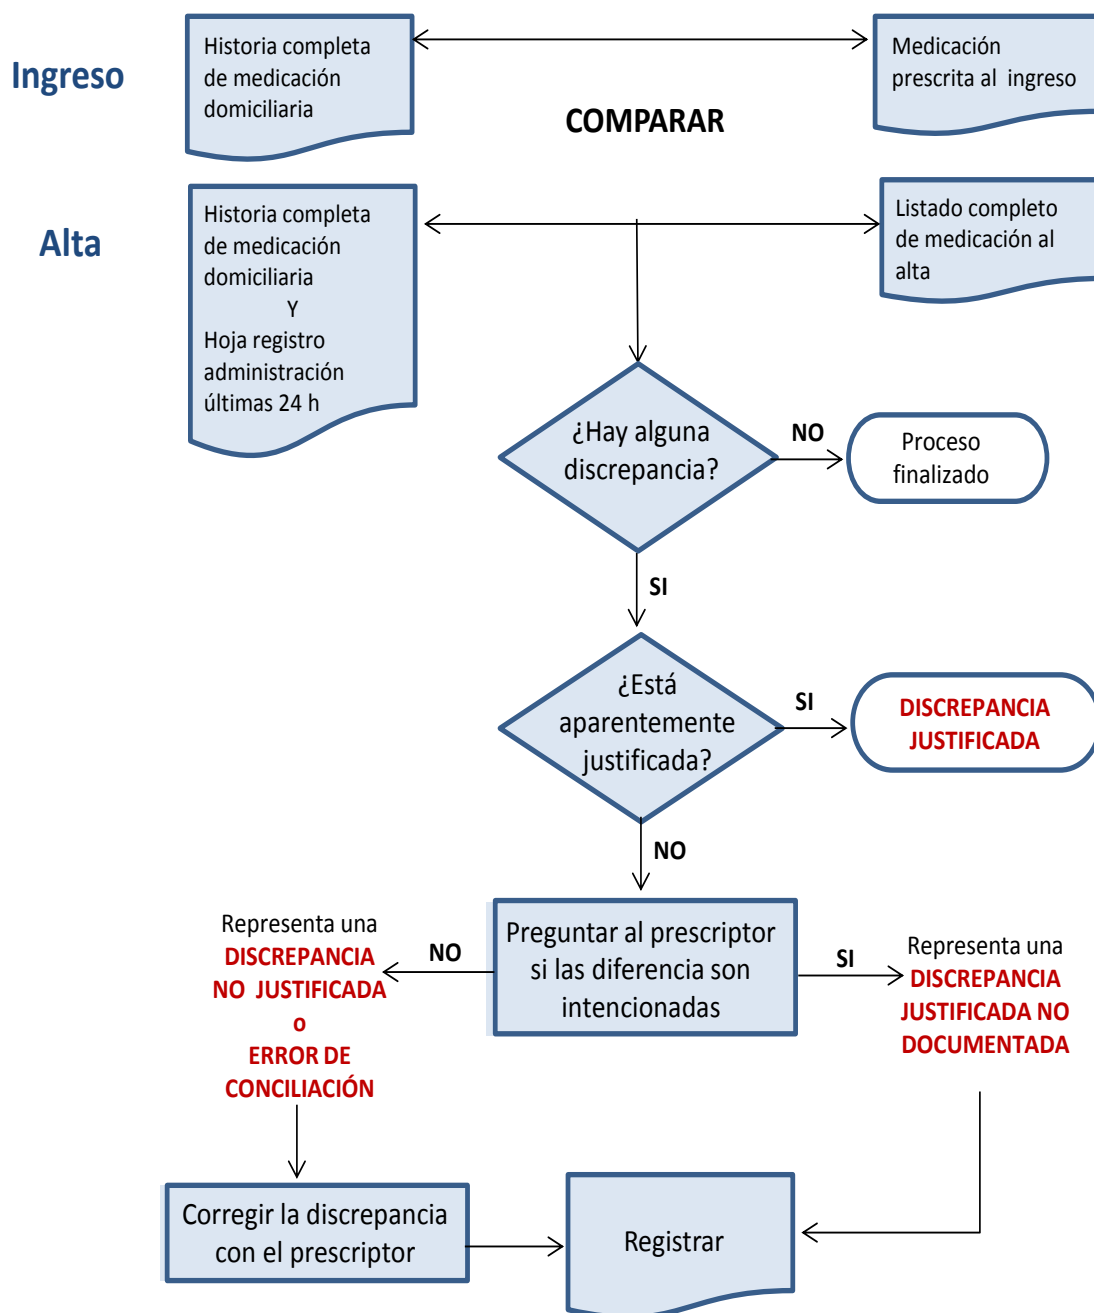 Ingreso
Historia completa
de medicación
domiciliaria
Medicación
prescrita al  ingreso
COMPARAR
Alta
Historia completa
de medicación
domiciliaria
Y
Hoja registro
administración
últimas 24 h
Listado completo
de medicación al
alta
¿Hay alguna
discrepancia?
NO
Proceso
finalizado
SI
¿Está
aparentemente
justificada?
SI
DISCREPANCIA
JUSTIFICADA
NO
Preguntar al prescriptor
si las diferencia son
intencionadas
NO
Representa una
DISCREPANCIA
NO  JUSTIFICADA
o
ERROR DE
CONCILIACIÓN
SI
Representa una
DISCREPANCIA
JUSTIFICADA NO
DOCUMENTADA
Corregir la discrepancia
con el prescriptor
Registrar